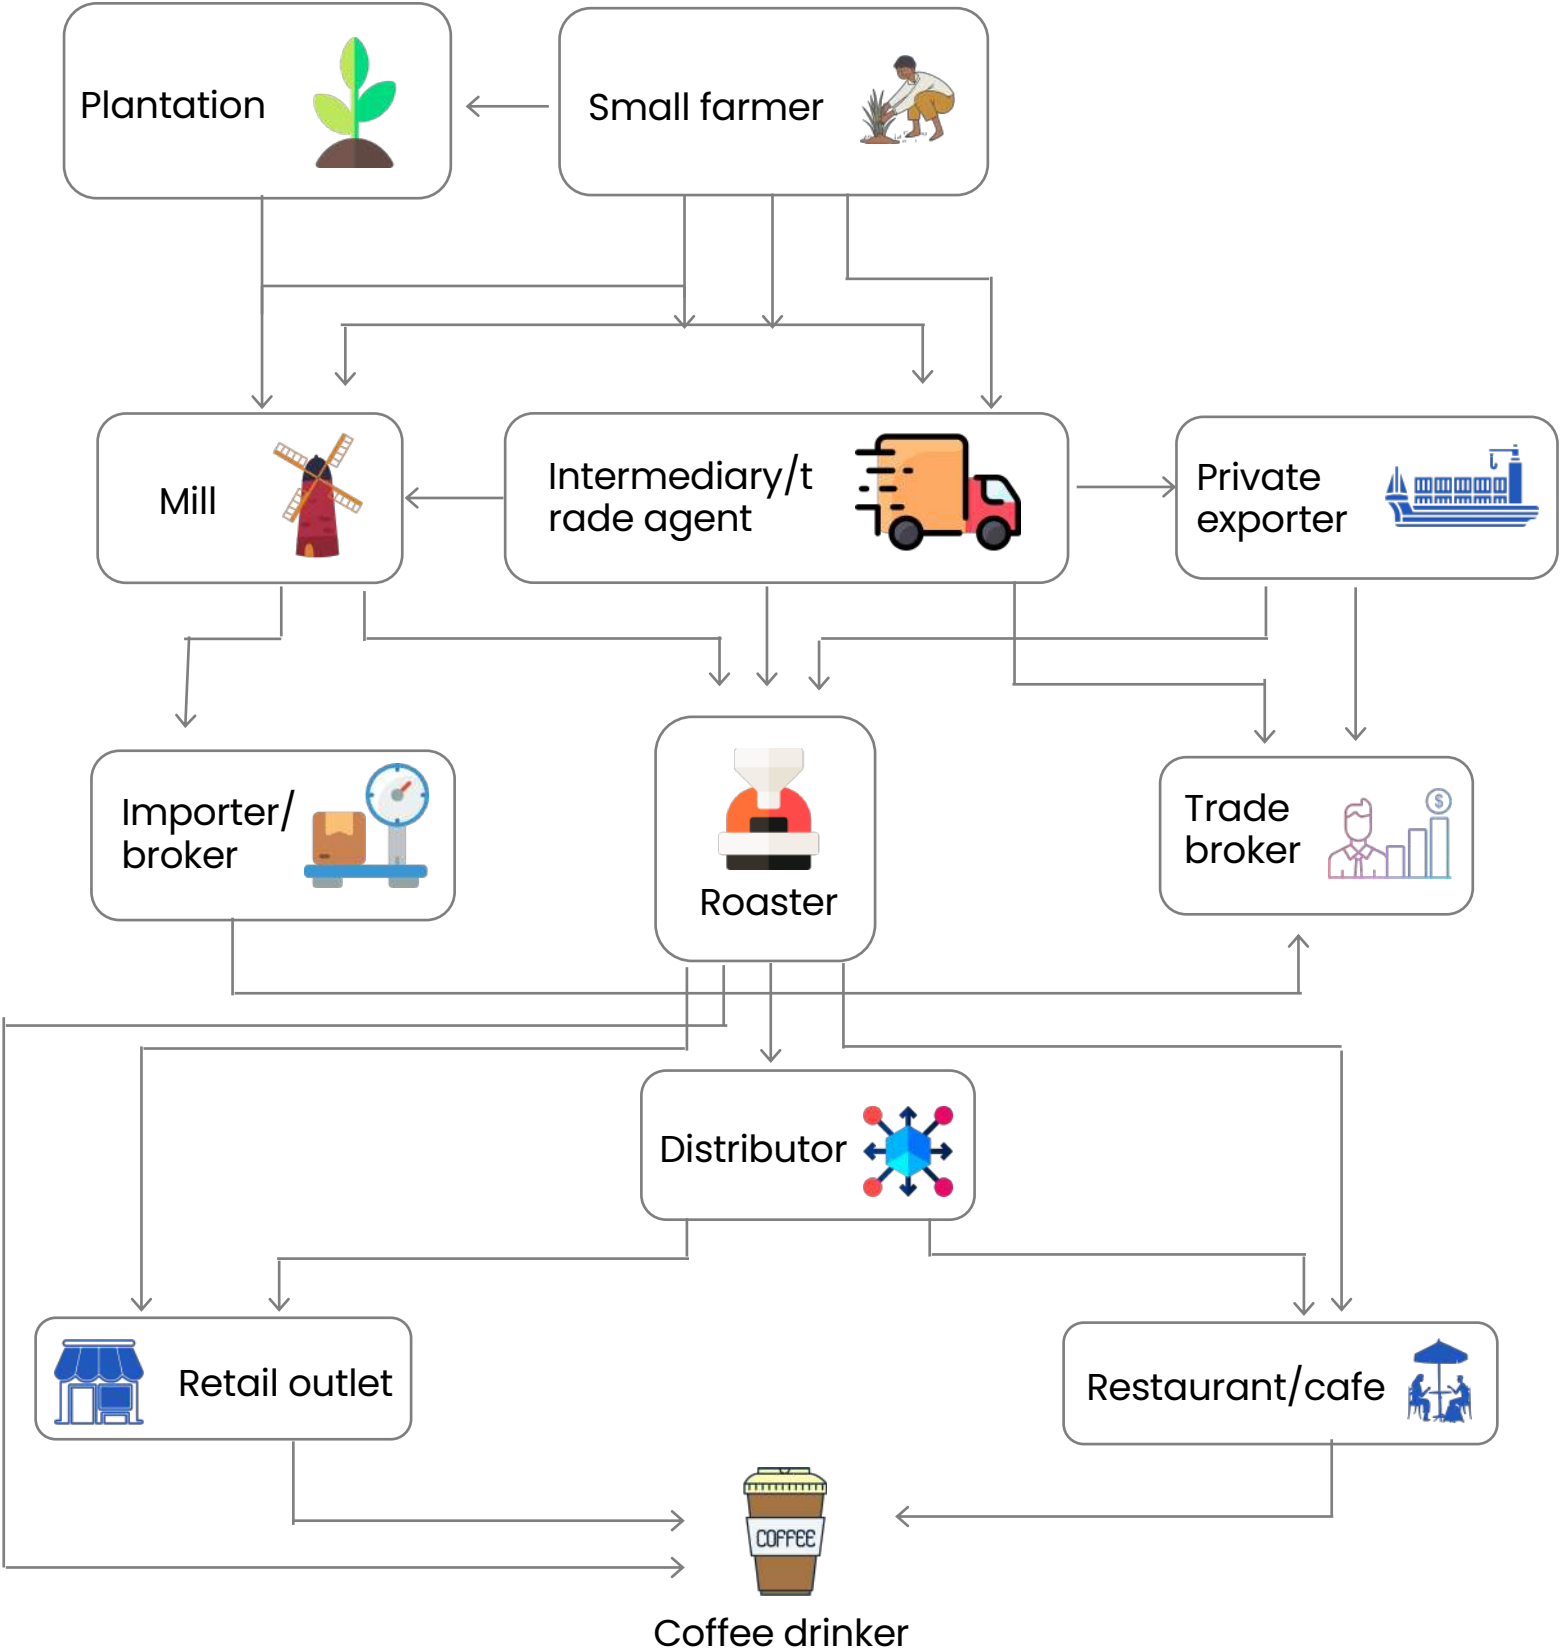 Plantation
Small farmer
Mill
Intermediary/t
rade agent
Private
exporter
Importer/
broker
Roaster
Trade
broker
$
Distributor
Retail outlet
Restaurant/cafe
COFFEE
Coffee drinker